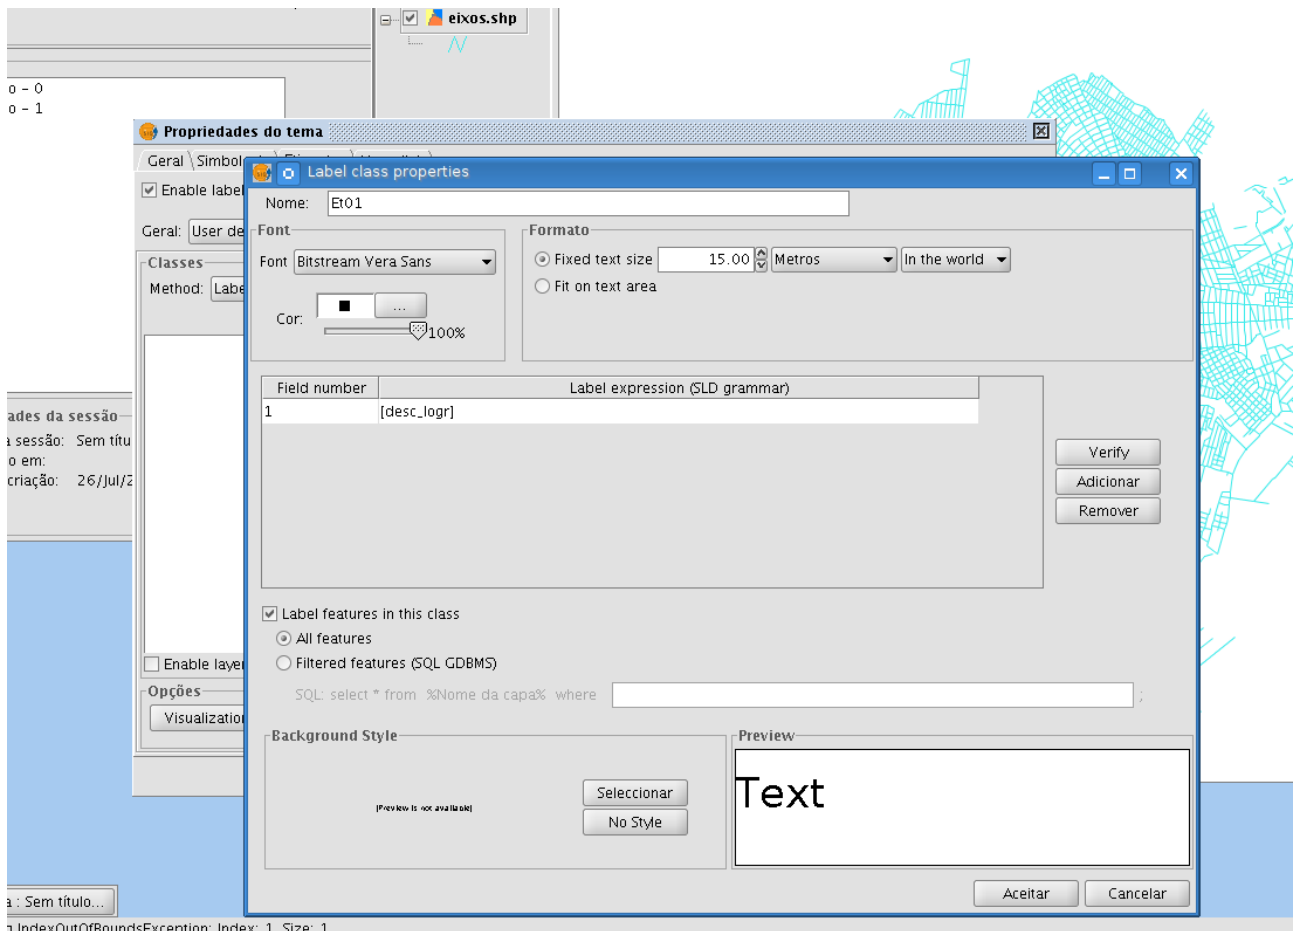 eixos.shp
o - 0
o - 1
Propriedades do tema
Geral
Enable label
Geral: User de
Classes
Method: Labe
Enable layer
Opções
Visualization
ades da sessão
a sessão: Sem títu
o em:
criação: 26/Jul/2
a : Sem título...
IndexOutOfBoundsException: Index: 1, Size: 1
Label class properties
Nome: Et01
Font
Font Bitstream Vera Sans
Cor: ...
100%
Formato
Fixed text size 15.00 Metros In the world
Fit on text area
Field number Label expression (SLD grammar)
1 [desc_logr]
Verify
Adicionar
Remover
Label features in this class
All features
Filtered features (SQL GDBMS)
SQL: select * from %Nome da capa% where ;
Background Style
[Preview is not available]
Seleccionar
No Style
Preview
Text
Aceitar Cancelar